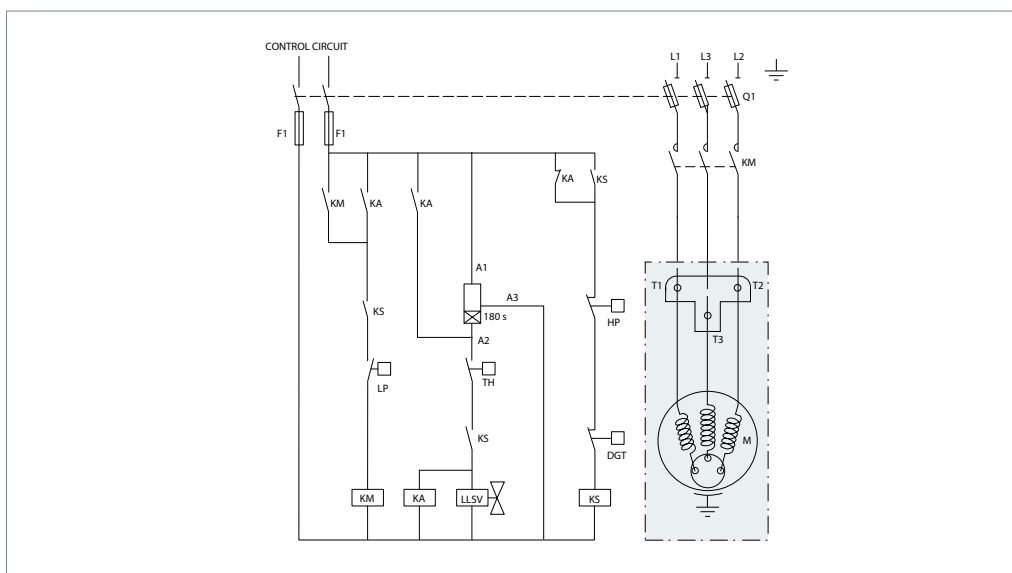 CONTROL CIRCUIT
L1 L3 L2
Q1
F1 F1
KM
KA KS
KM KA KA
A1
T1 T2
A3
KS 180 s HP
A2 T3
LP TH
KS M
DGT
KM KA LLSV KS